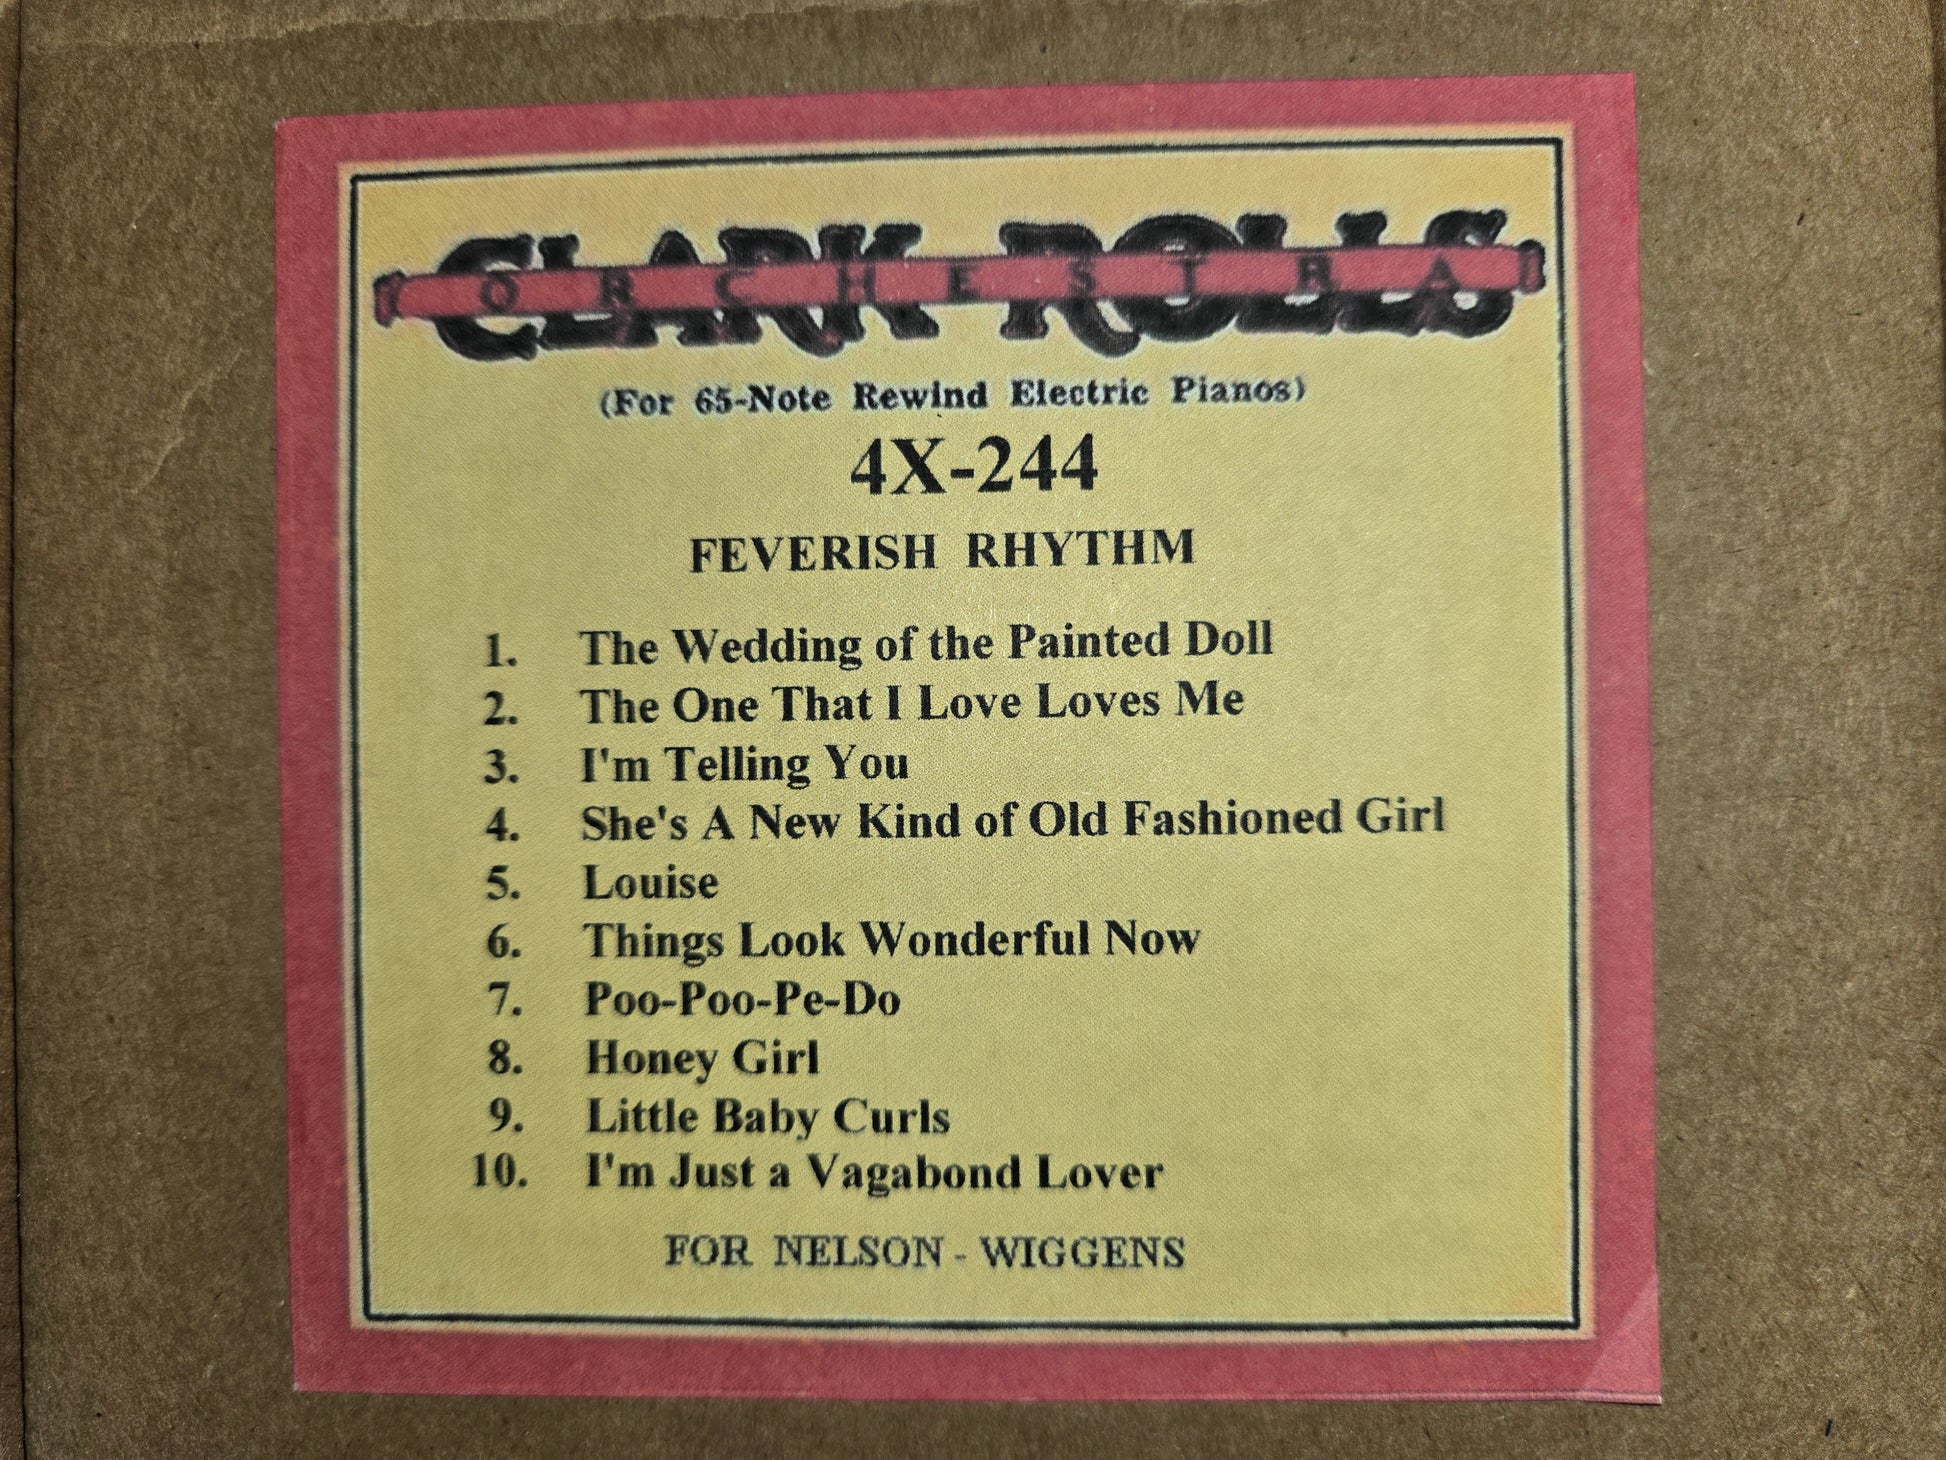 CLARK ROLLS
ORCHESTRA
(For 65-Note Rewind Electric Pianos)
4X-244
FEVERISH RHYTHM
1. The Wedding of the Painted Doll
2. The One That I Love Loves Me
3. I'm Telling You
4. She's A New Kind of Old Fashioned Girl
5. Louise
6. Things Look Wonderful Now
7. Poo-Poo-Pe-Do
8. Honey Girl
9. Little Baby Curls
10. I'm Just a Vagabond Lover
FOR NELSON - WIGGENS